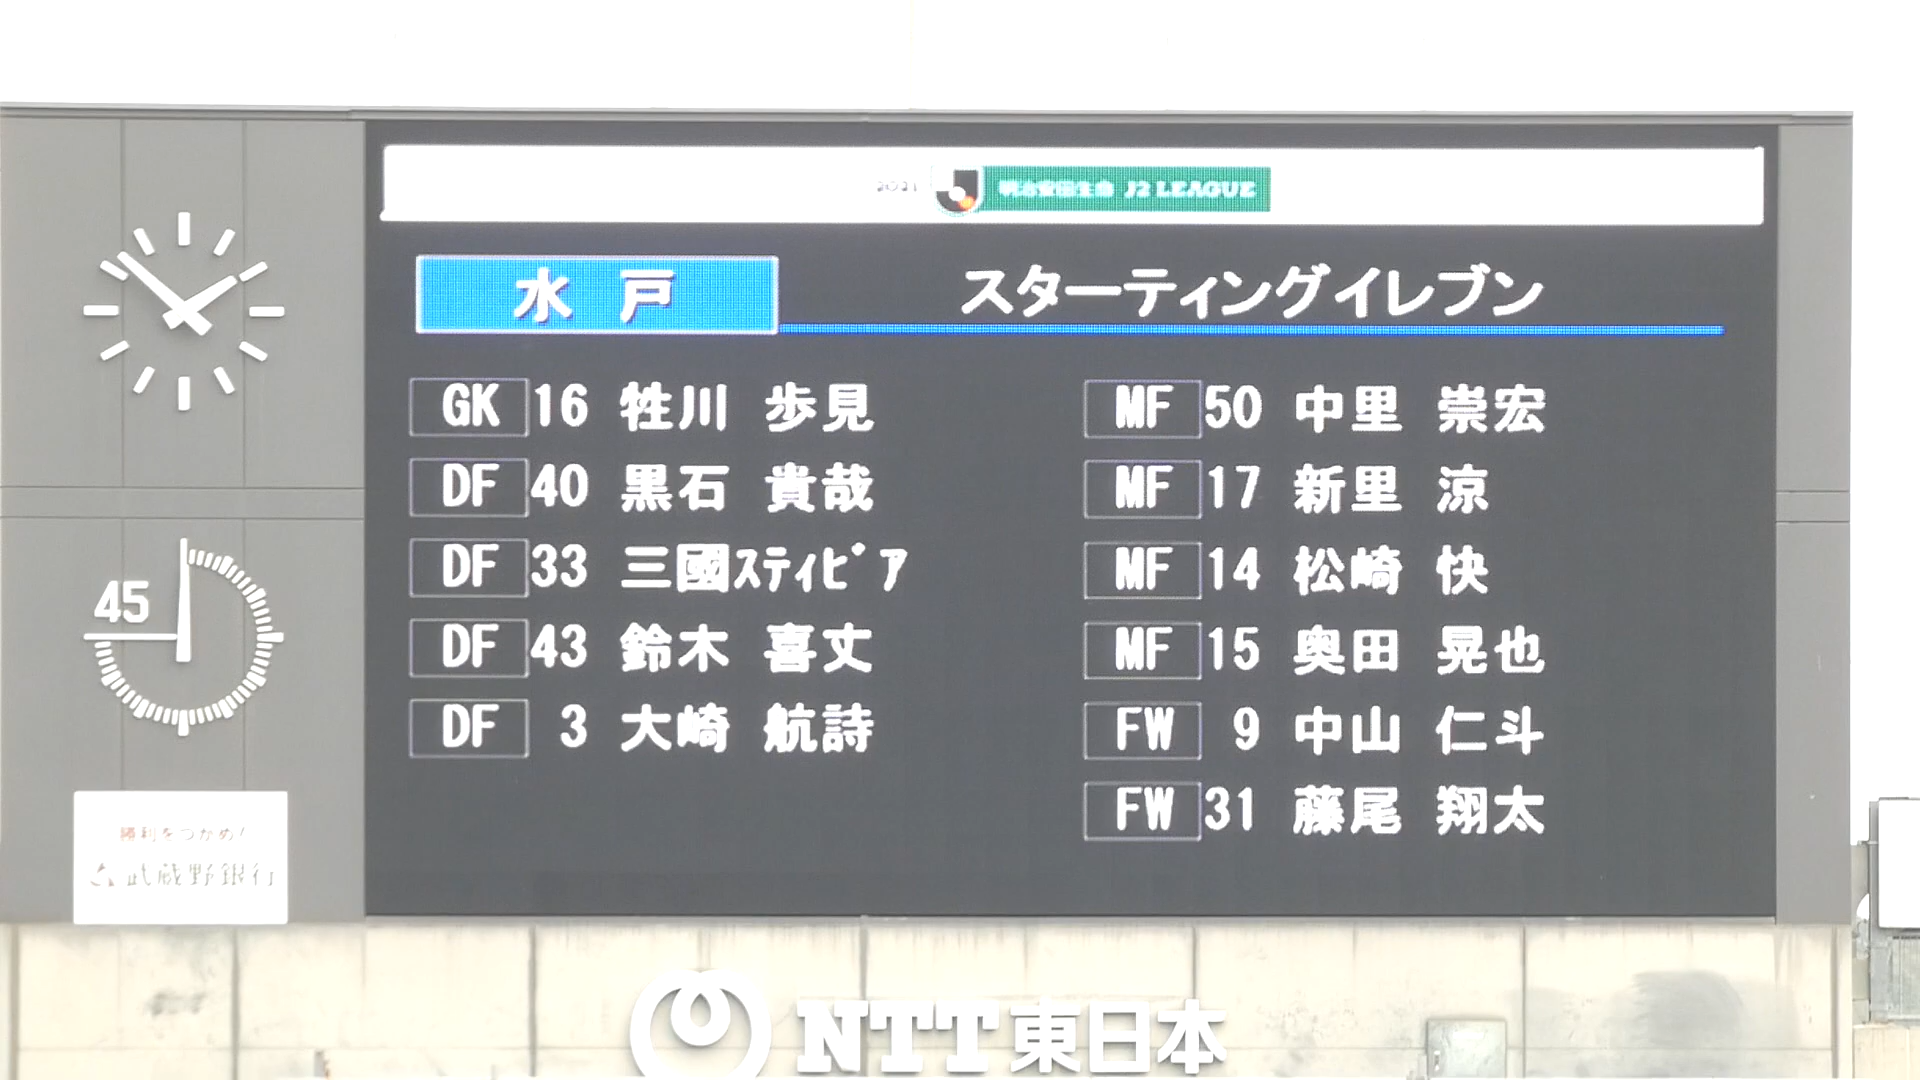 2021 明治安田生命 J2 LEAGUE
水戸 スターティングイレブン
GK 16 牲川 歩見
DF 40 黒石 貴哉
DF 33 三國ｽﾃｨﾋﾞｱ
DF 43 鈴木 喜丈
DF 3 大崎 航詩
MF 50 中里 崇宏
MF 17 新里 涼
MF 14 松崎 快
MF 15 奥田 晃也
FW 9 中山 仁斗
FW 31 藤尾 翔太
45
勝利をつかめ!
武蔵野銀行
NTT東日本